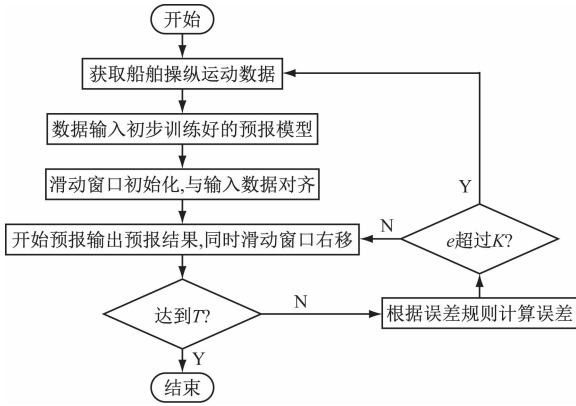 开始
获取船舶操纵运动数据
数据输入初步训练好的预报模型
滑动窗口初始化,与输入数据对齐
开始预报输出预报结果,同时滑动窗口右移
达到T?
N
根据误差规则计算误差
e超过K?
N
Y
Y
结束